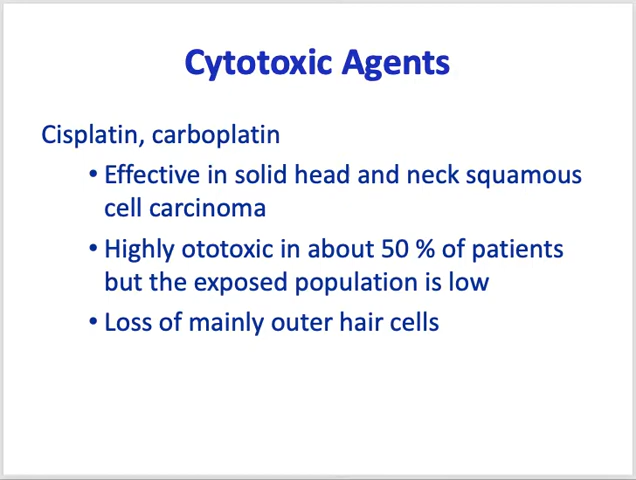 Cytotoxic Agents
Cisplatin, carboplatin
• Effective in solid head and neck squamous
cell carcinoma
• Highly ototoxic in about 50 % of patients
but the exposed population is low
• Loss of mainly outer hair cells